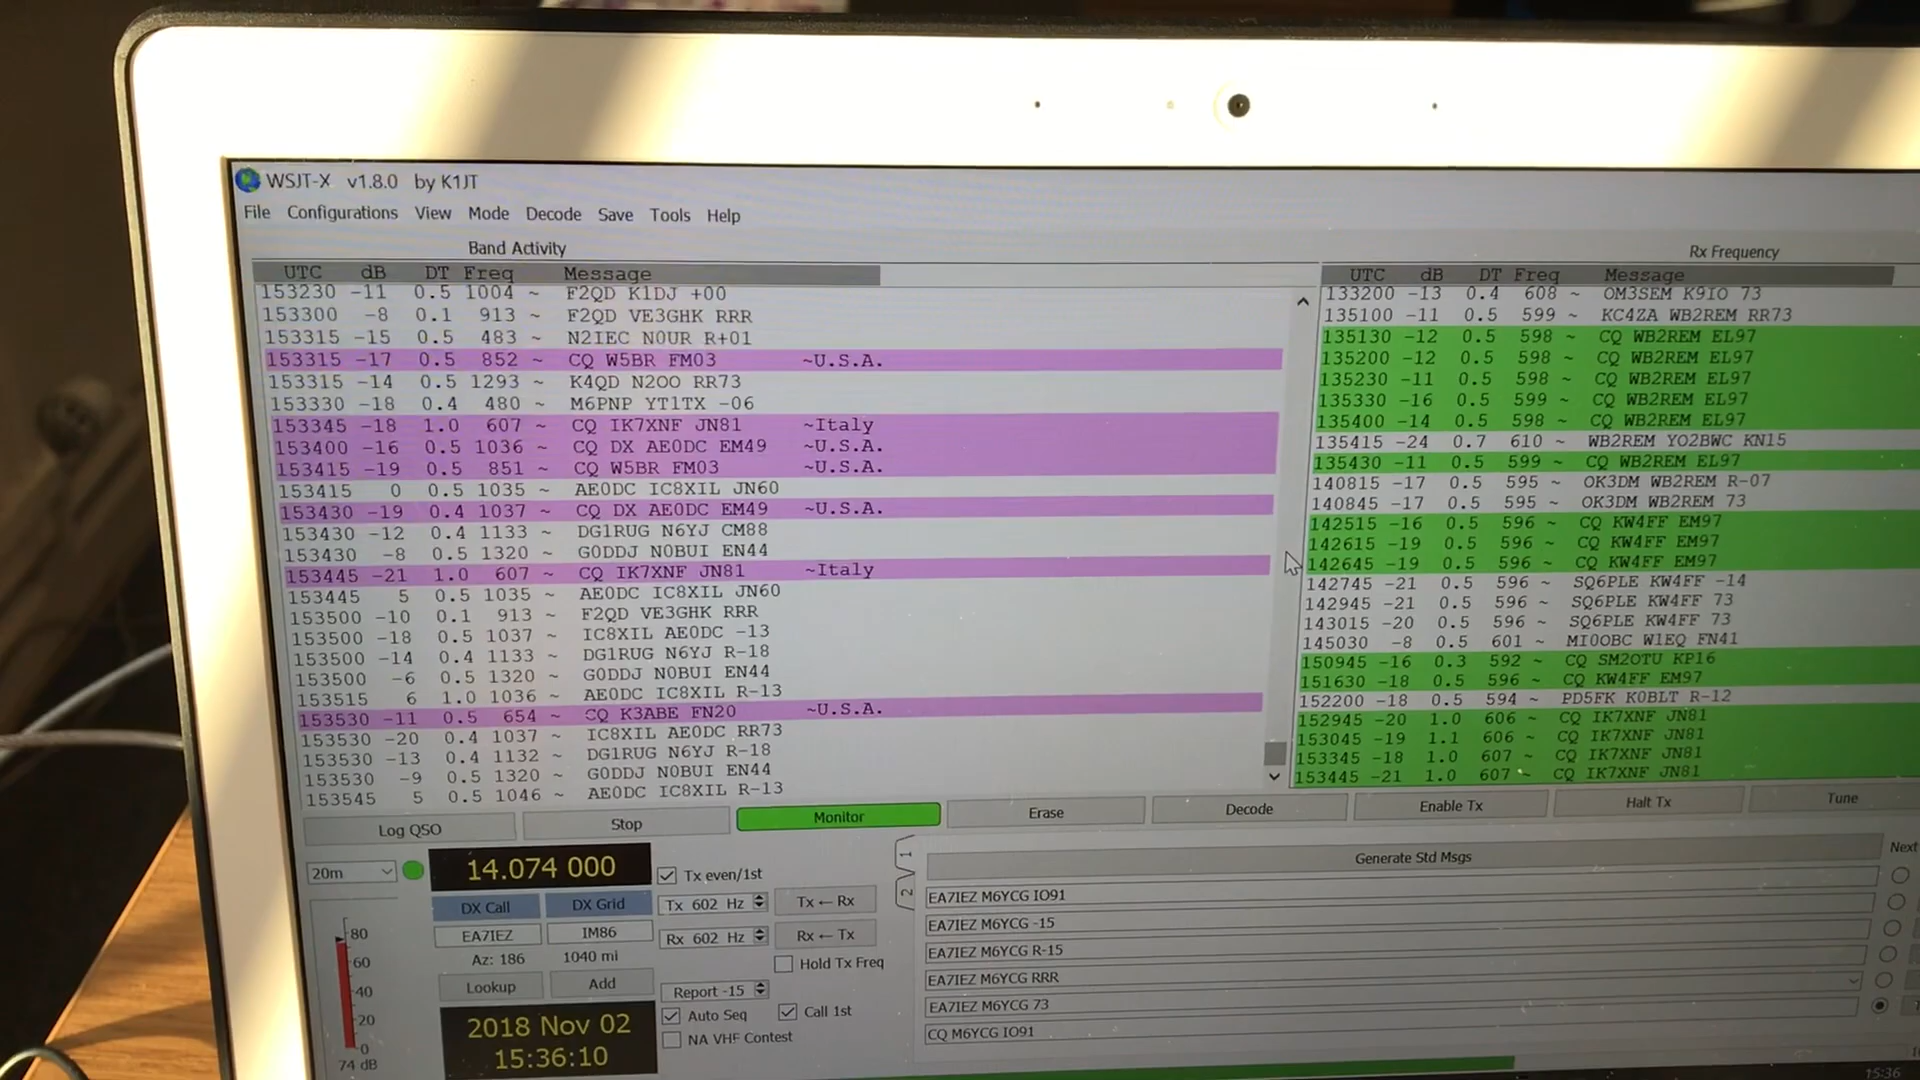 WSJT-X v1.8.0 by K1JT
File Configurations View Mode Decode Save Tools Help
Band Activity
UTC dB DT Freq Message
153230 -11 0.5 1004 ~ F2QD K1DJ +00
153300 -8 0.1 913 ~ F2QD VE3GHK RRR
153315 -15 0.5 483 ~ N2IEC N0UR R+01
153315 -17 0.5 852 ~ CQ W5BR FM03 ~U.S.A.
153315 -14 0.5 1293 ~ K4QD N2OO RR73
153330 -18 0.4 480 ~ M6PNP YT1TX -06
153345 -18 1.0 607 ~ CQ IK7XNF JN81 ~Italy
153400 -16 0.5 1036 ~ CQ DX AE0DC EM49 ~U.S.A.
153415 -19 0.5 851 ~ CQ W5BR FM03 ~U.S.A.
153415 0 0.5 1035 ~ AE0DC IC8XIL JN60
153430 -19 0.4 1037 ~ CQ DX AE0DC EM49 ~U.S.A.
153430 -12 0.4 1133 ~ DG1RUG N6YJ CM88
153430 -8 0.5 1320 ~ G0DDJ N0BUI EN44
153445 -21 1.0 607 ~ CQ IK7XNF JN81 ~Italy
153445 5 0.5 1035 ~ AE0DC IC8XIL JN60
153500 -10 0.1 913 ~ F2QD VE3GHK RRR
153500 -18 0.5 1037 ~ IC8XIL AE0DC -13
153500 -14 0.4 1133 ~ DG1RUG N6YJ R-18
153500 -6 0.5 1320 ~ G0DDJ N0BUI EN44
153515 6 1.0 1036 ~ AE0DC IC8XIL R-13
153530 -11 0.5 654 ~ CQ K3ABE FN20 ~U.S.A.
153530 -20 0.4 1037 ~ IC8XIL AE0DC RR73
153530 -13 0.4 1132 ~ DG1RUG N6YJ R-18
153530 -9 0.5 1320 ~ G0DDJ N0BUI EN44
153545 5 0.5 1046 ~ AE0DC IC8XIL R-13
Rx Frequency
UTC dB DT Freq Message
133200 -13 0.4 608 ~ OM3SEM K9IO 73
135100 -11 0.5 599 ~ KC4ZA WB2REM RR73
135130 -12 0.5 598 ~ CQ WB2REM EL97
135200 -12 0.5 598 ~ CQ WB2REM EL97
135230 -11 0.5 598 ~ CQ WB2REM EL97
135330 -16 0.5 599 ~ CQ WB2REM EL97
135400 -14 0.5 598 ~ CQ WB2REM EL97
135415 -24 0.7 610 ~ WB2REM YO2BWC KN15
135430 -11 0.5 599 ~ CQ WB2REM EL97
140815 -17 0.5 595 ~ OK3DM WB2REM R-07
140845 -17 0.5 595 ~ OK3DM WB2REM 73
142515 -16 0.5 596 ~ CQ KW4FF EM97
142615 -19 0.5 596 ~ CQ KW4FF EM97
142645 -19 0.5 596 ~ CQ KW4FF EM97
142745 -21 0.5 596 ~ SQ6PLE KW4FF -14
142945 -21 0.5 596 ~ SQ6PLE KW4FF 73
143015 -20 0.5 596 ~ SQ6PLE KW4FF 73
145030 -8 0.5 601 ~ MI0OBC W1EQ FN41
150945 -16 0.3 592 ~ CQ SM2OTU KP16
151630 -18 0.5 596 ~ CQ KW4FF EM97
152200 -18 0.5 594 ~ PD5FK K0BLT R-12
152945 -20 1.0 606 ~ CQ IK7XNF JN81
153045 -19 1.1 606 ~ CQ IK7XNF JN81
153345 -18 1.0 607 ~ CQ IK7XNF JN81
153445 -21 1.0 607 ~ CQ IK7XNF JN81
Log QSO Stop Monitor Erase Decode Enable Tx Halt Tx Tune
20m 14.074 000
Tx even/1st
DX Call DX Grid
Tx 602 Hz Tx ← Rx
EA7IEZ IM86
Rx 602 Hz Rx ← Tx
Az: 186 1040 mi
Hold Tx Freq
Lookup Add
Report -15
2018 Nov 02
15:36:10
Auto Seq Call 1st
NA VHF Contest
80
60
40
20
0
74 dB
1
2
Generate Std Msgs Next
EA7IEZ M6YCG IO91
EA7IEZ M6YCG -15
EA7IEZ M6YCG R-15
EA7IEZ M6YCG RRR
EA7IEZ M6YCG 73
CQ M6YCG IO91
15:36